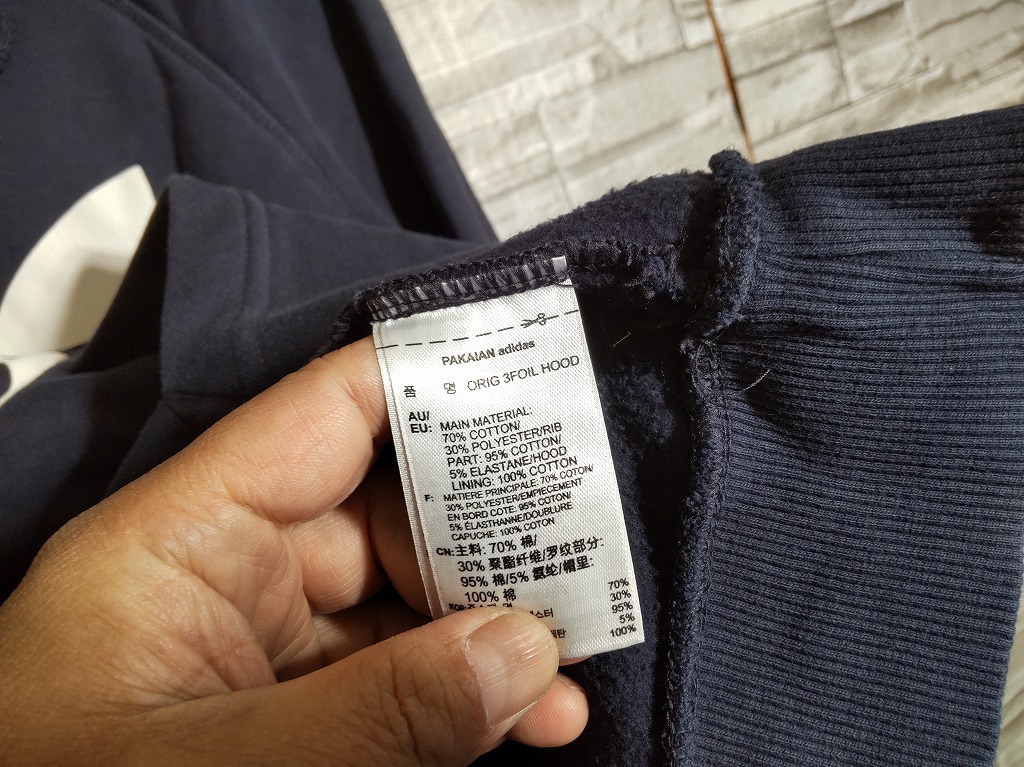 PAKAIAN adidas
품 명 ORIG 3FOIL HOOD
AU/
EU: MAIN MATERIAL:
70% COTTON/
30% POLYESTER/RIB
PART: 95% COTTON/
5% ELASTANE/HOOD
LINING: 100% COTTON
F: MATIERE PRINCIPALE: 70% COTON/
30% POLYESTER/EMPIECEMENT
EN BORD COTE: 95% COTON/
5% ÉLASTHANNE/DOUBLURE
CAPUCHE: 100% COTON
CN: 主料: 70% 棉/
30% 聚酯纤维/罗纹部分:
95% 棉/5% 氨纶/帽里:
100% 棉
70%
30%
95%
5%
100%